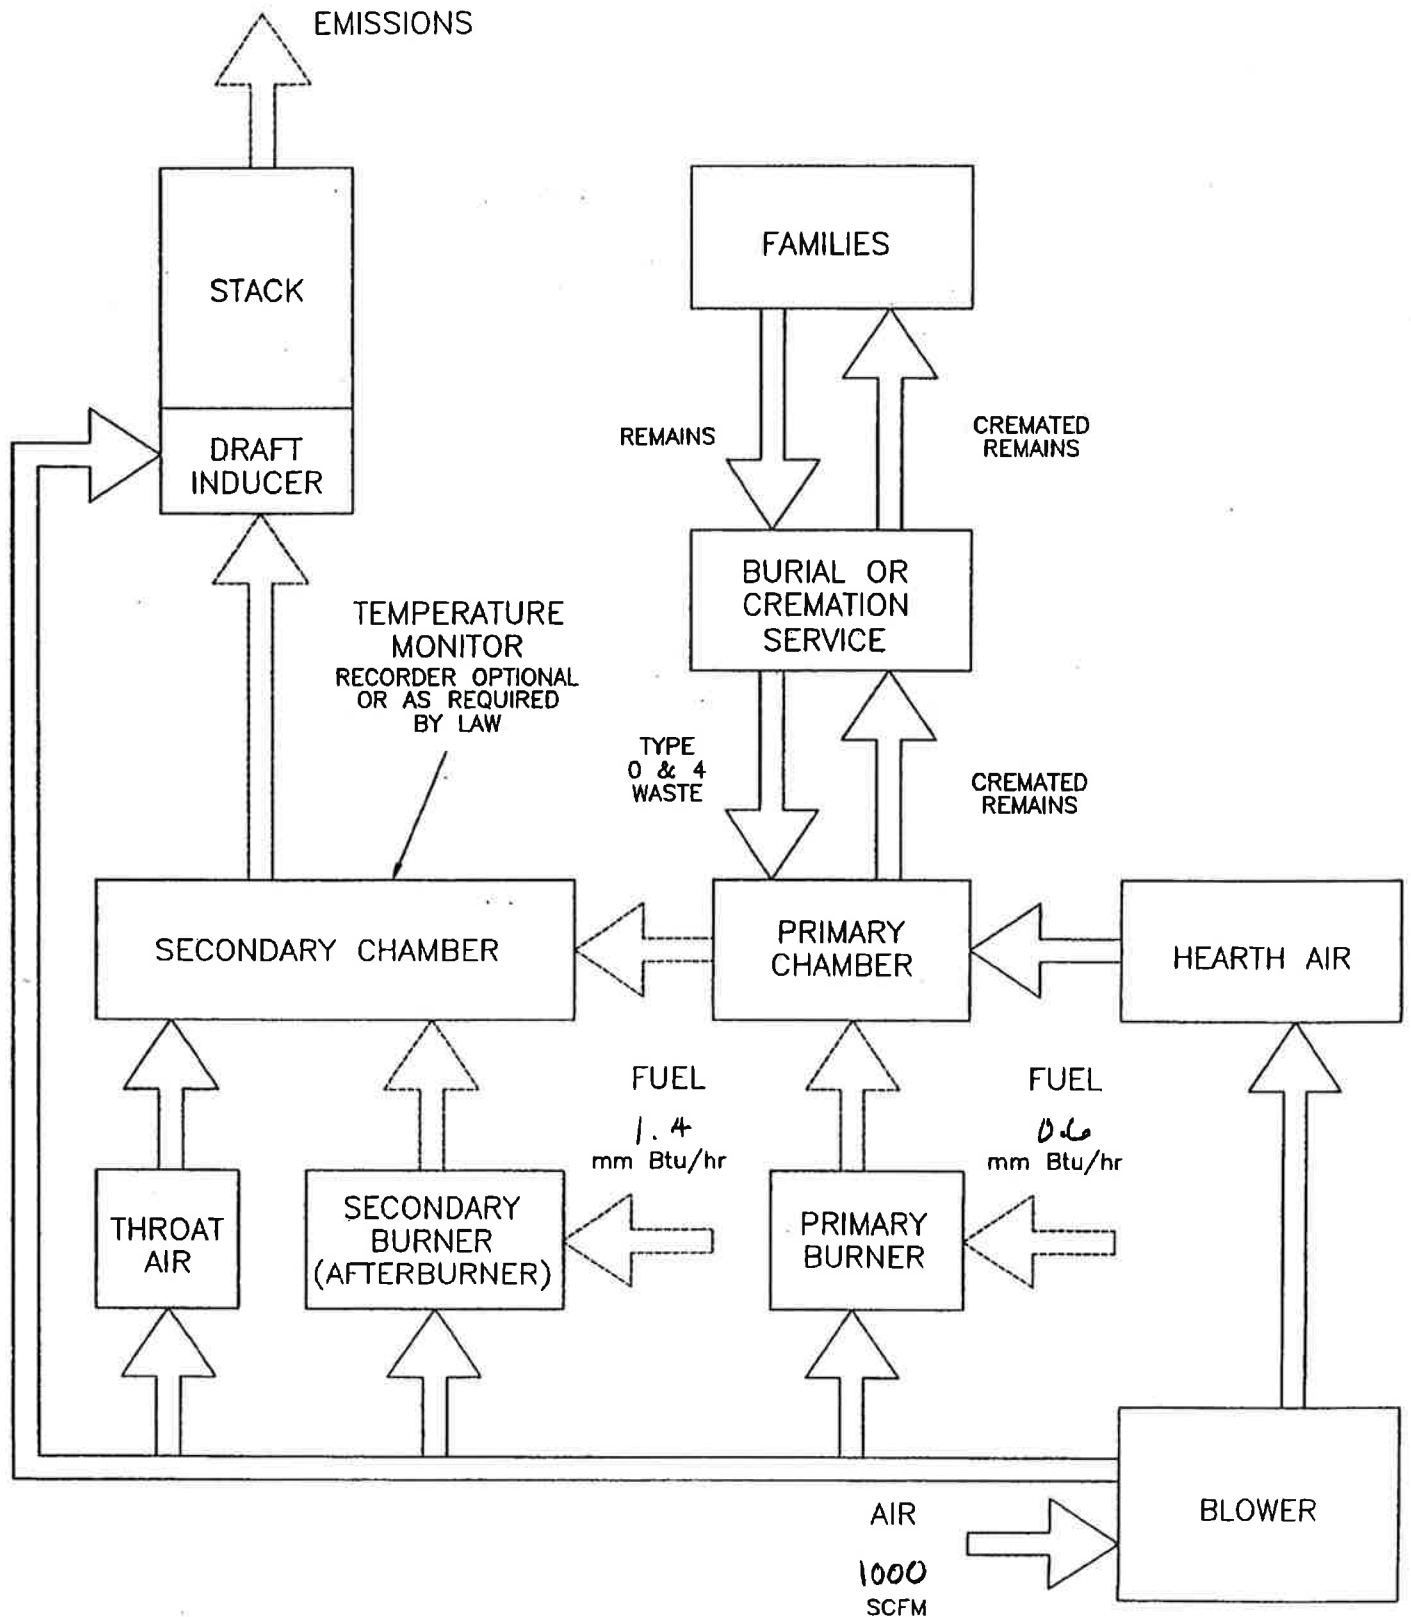 EMISSIONS
STACK
DRAFT
INDUCER
FAMILIES
REMAINS
CREMATED
REMAINS
BURIAL OR
CREMATION
SERVICE
TEMPERATURE
MONITOR
RECORDER OPTIONAL
OR AS REQUIRED
BY LAW
TYPE
0 & 4
WASTE
CREMATED
REMAINS
SECONDARY CHAMBER
PRIMARY
CHAMBER
HEARTH AIR
FUEL
1.4
mm Btu/hr
FUEL
0.6
mm Btu/hr
THROAT
AIR
SECONDARY
BURNER
(AFTERBURNER)
PRIMARY
BURNER
BLOWER
AIR
1000
SCFM